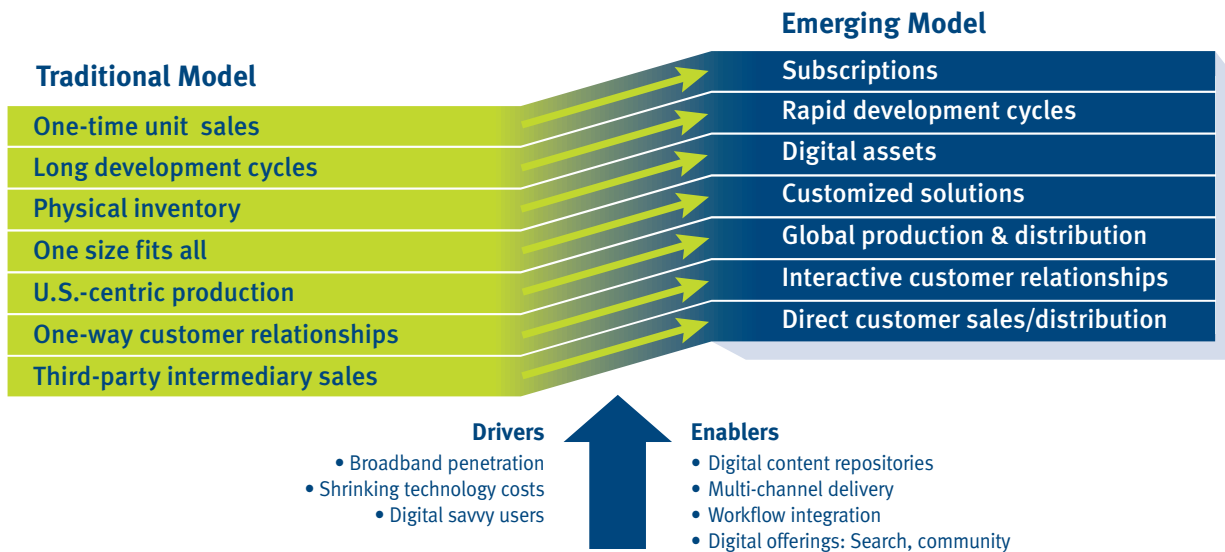 Traditional Model
One-time unit sales
Long development cycles
Physical inventory
One size fits all
U.S.-centric production
One-way customer relationships
Third-party intermediary sales
Emerging Model
Subscriptions
Rapid development cycles
Digital assets
Customized solutions
Global production & distribution
Interactive customer relationships
Direct customer sales/distribution
Drivers
• Broadband penetration
• Shrinking technology costs
• Digital savvy users
Enablers
• Digital content repositories
• Multi-channel delivery
• Workflow integration
• Digital offerings: Search, community